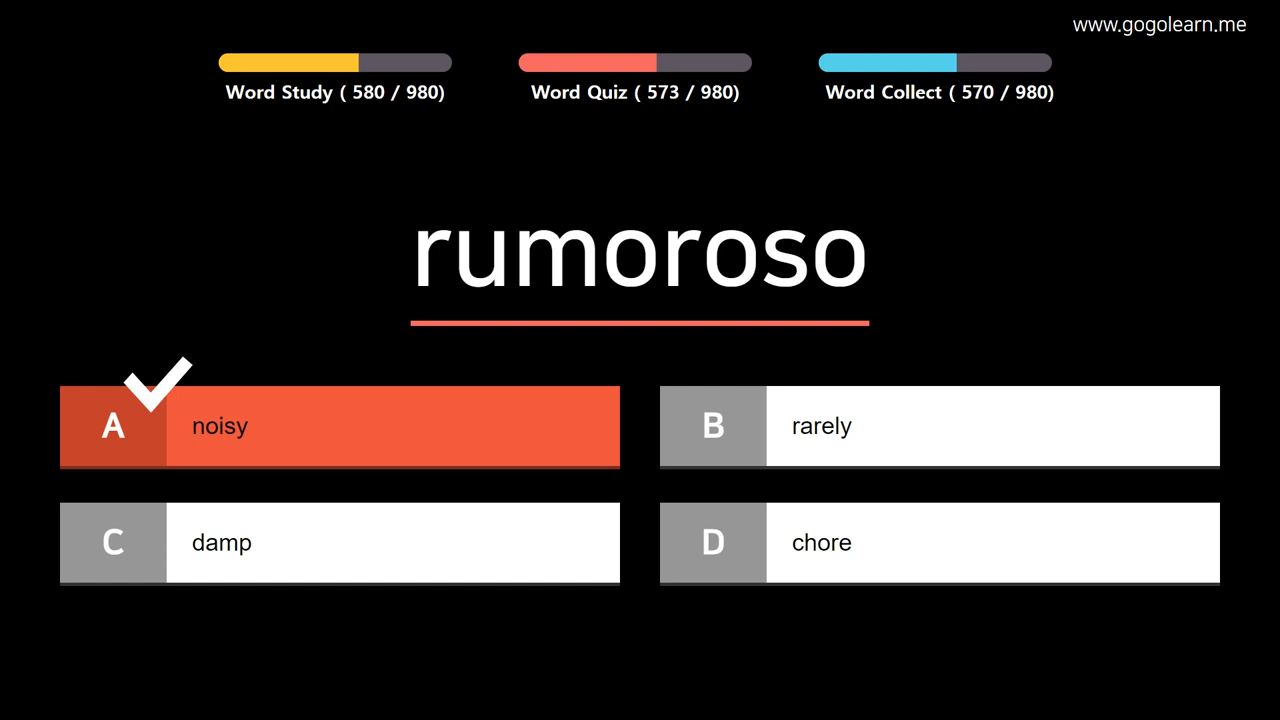 www.gogolearn.me
Word Study ( 580 / 980)
Word Quiz ( 573 / 980)
Word Collect ( 570 / 980)
rumoroso
A noisy
B rarely
C damp
D chore